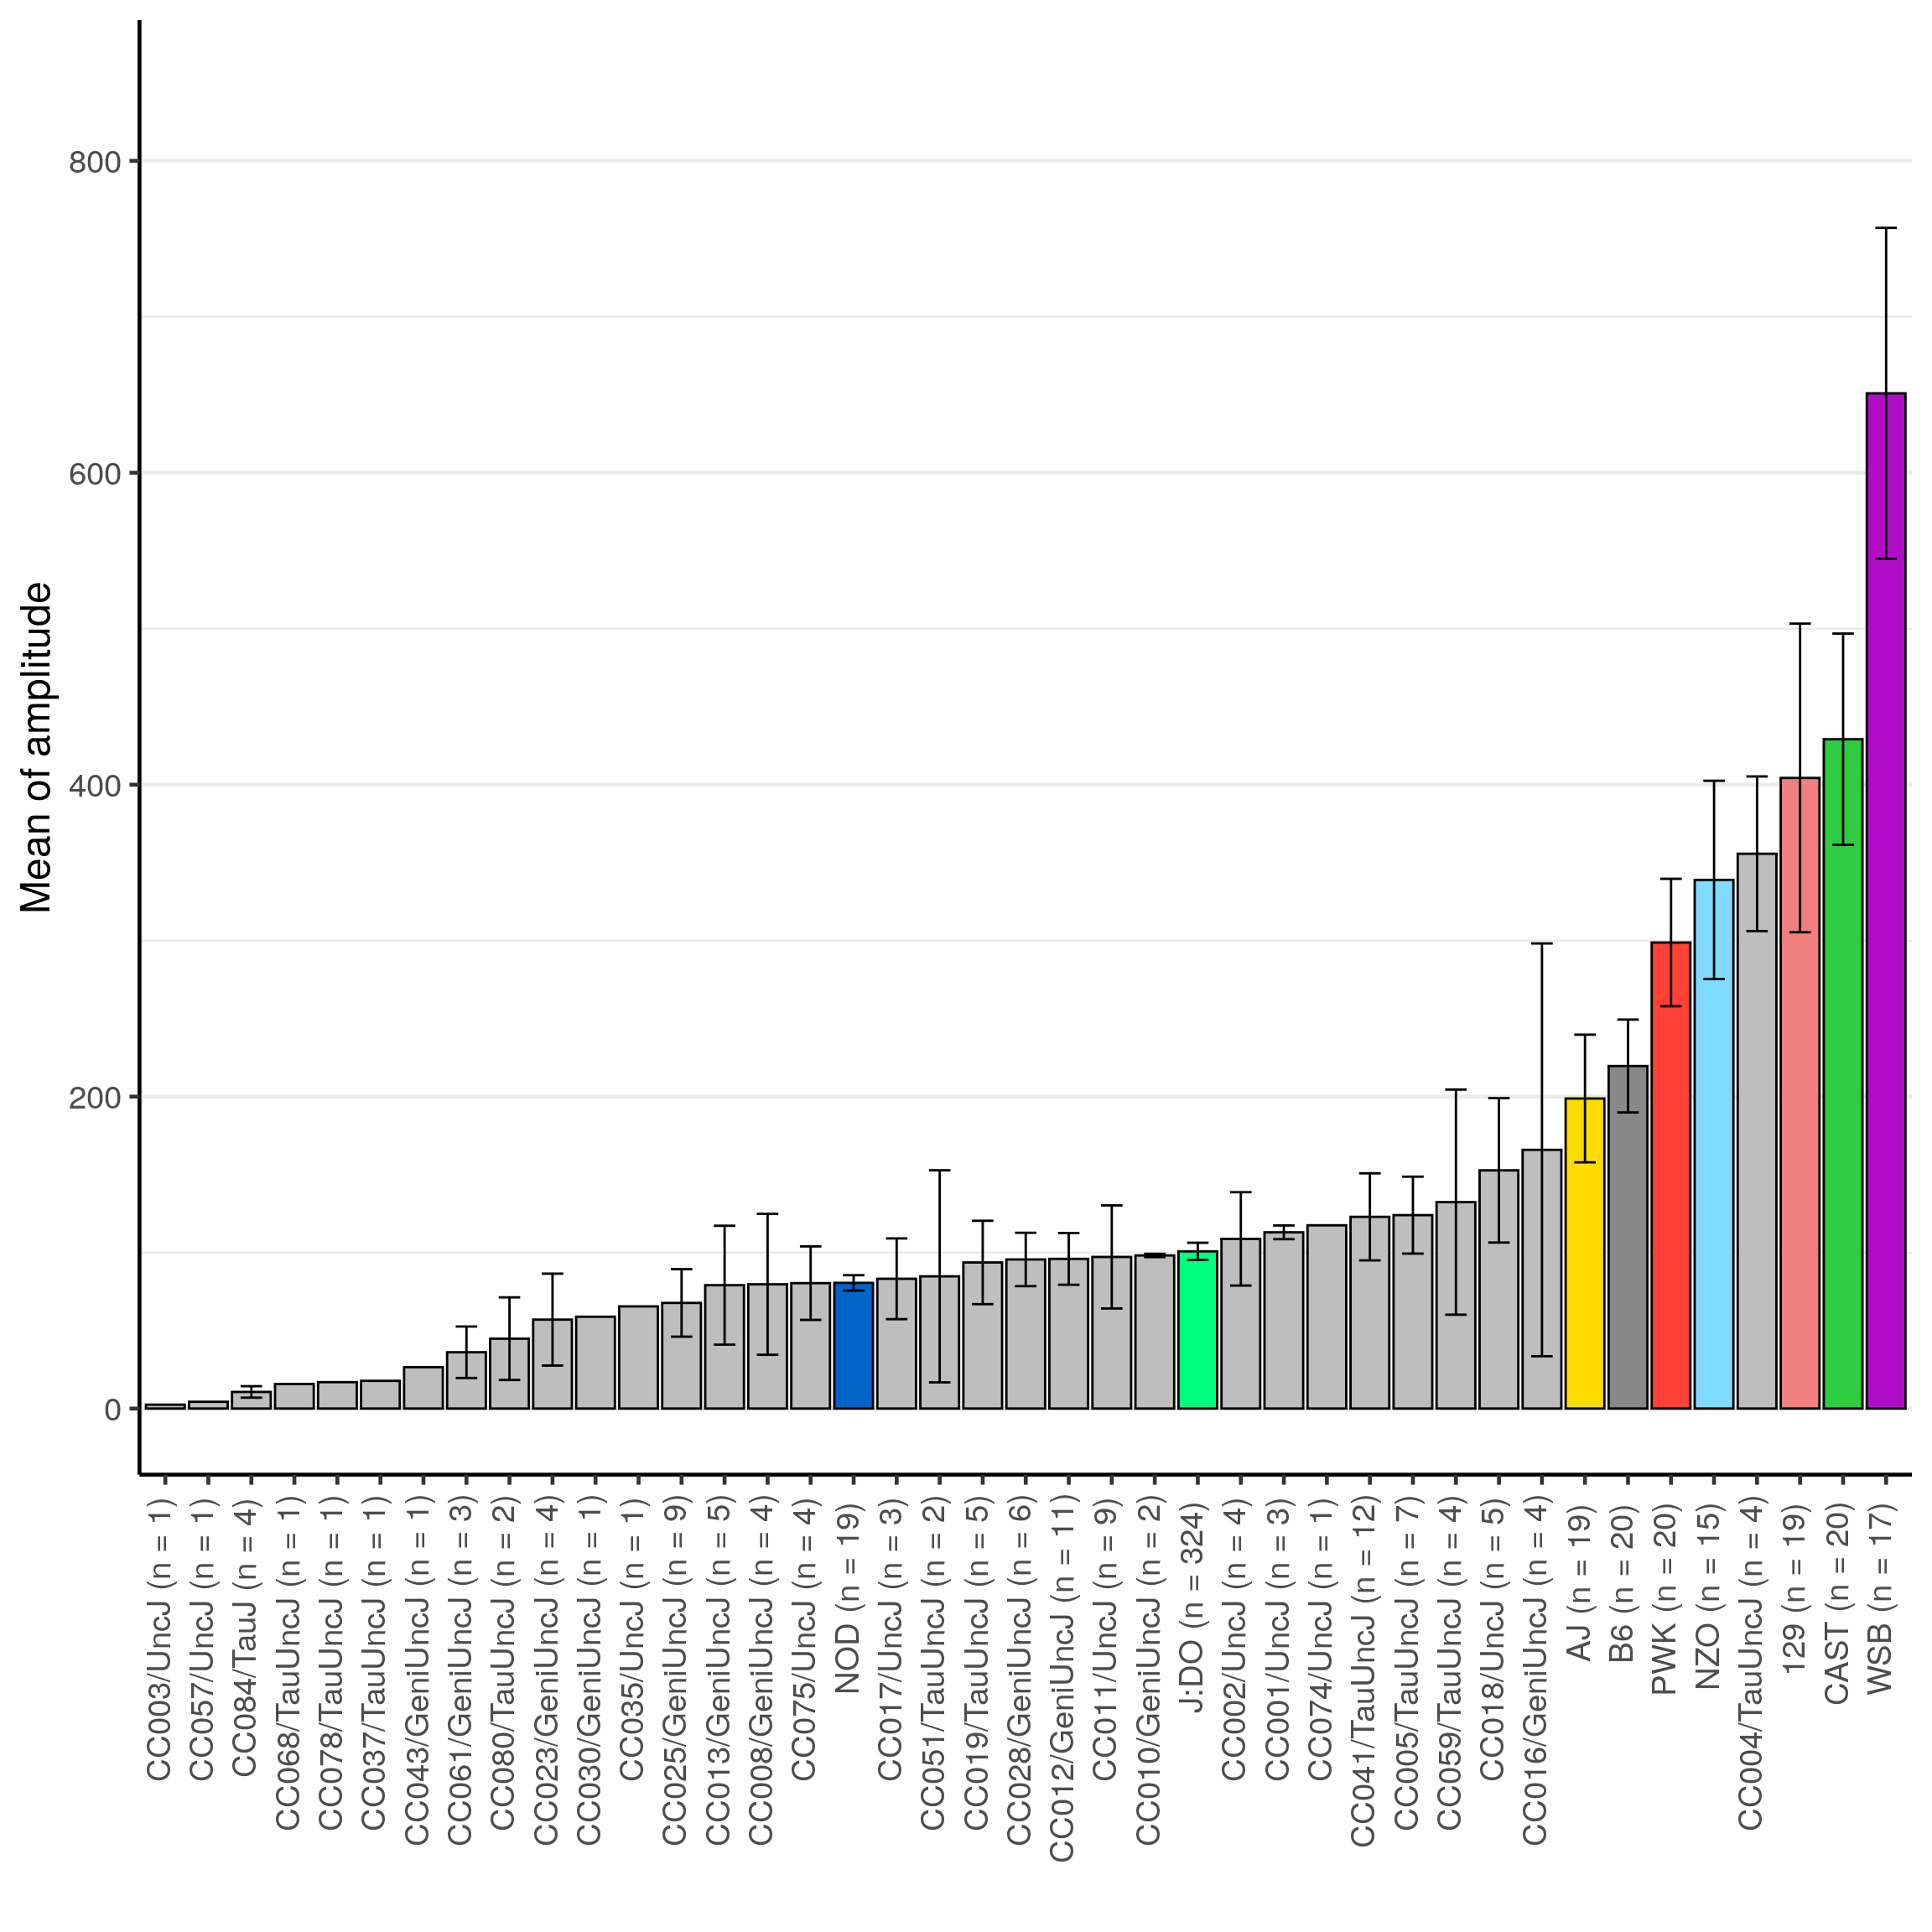 Mean of amplitude
800
600
400
200
0
CC003/UncJ (n = 1)
CC057/UncJ (n = 1)
CC084/TauJ (n = 4)
CC068/TauUncJ (n = 1)
CC078/TauUncJ (n = 1)
CC037/TauUncJ (n = 1)
CC043/GeniUncJ (n = 1)
CC061/GeniUncJ (n = 3)
CC080/TauUncJ (n = 2)
CC023/GeniUncJ (n = 4)
CC030/GeniUncJ (n = 1)
CC035/UncJ (n = 1)
CC025/GeniUncJ (n = 9)
CC013/GeniUncJ (n = 5)
CC008/GeniUncJ (n = 4)
CC075/UncJ (n = 4)
NOD (n = 19)
CC017/UncJ (n = 3)
CC051/TauUncJ (n = 2)
CC019/TauUncJ (n = 5)
CC028/GeniUncJ (n = 6)
CC012/GeniUncJ (n = 11)
CC011/UncJ (n = 9)
CC010/GeniUncJ (n = 2)
J:DO (n = 324)
CC002/UncJ (n = 4)
CC001/UncJ (n = 3)
CC074/UncJ (n = 1)
CC041/TauUncJ (n = 12)
CC005/TauUncJ (n = 7)
CC059/TauUncJ (n = 4)
CC018/UncJ (n = 5)
CC016/GeniUncJ (n = 4)
AJ (n = 19)
B6 (n = 20)
PWK (n = 20)
NZO (n = 15)
CC004/TauUncJ (n = 4)
129 (n = 19)
CAST (n = 20)
WSB (n = 17)